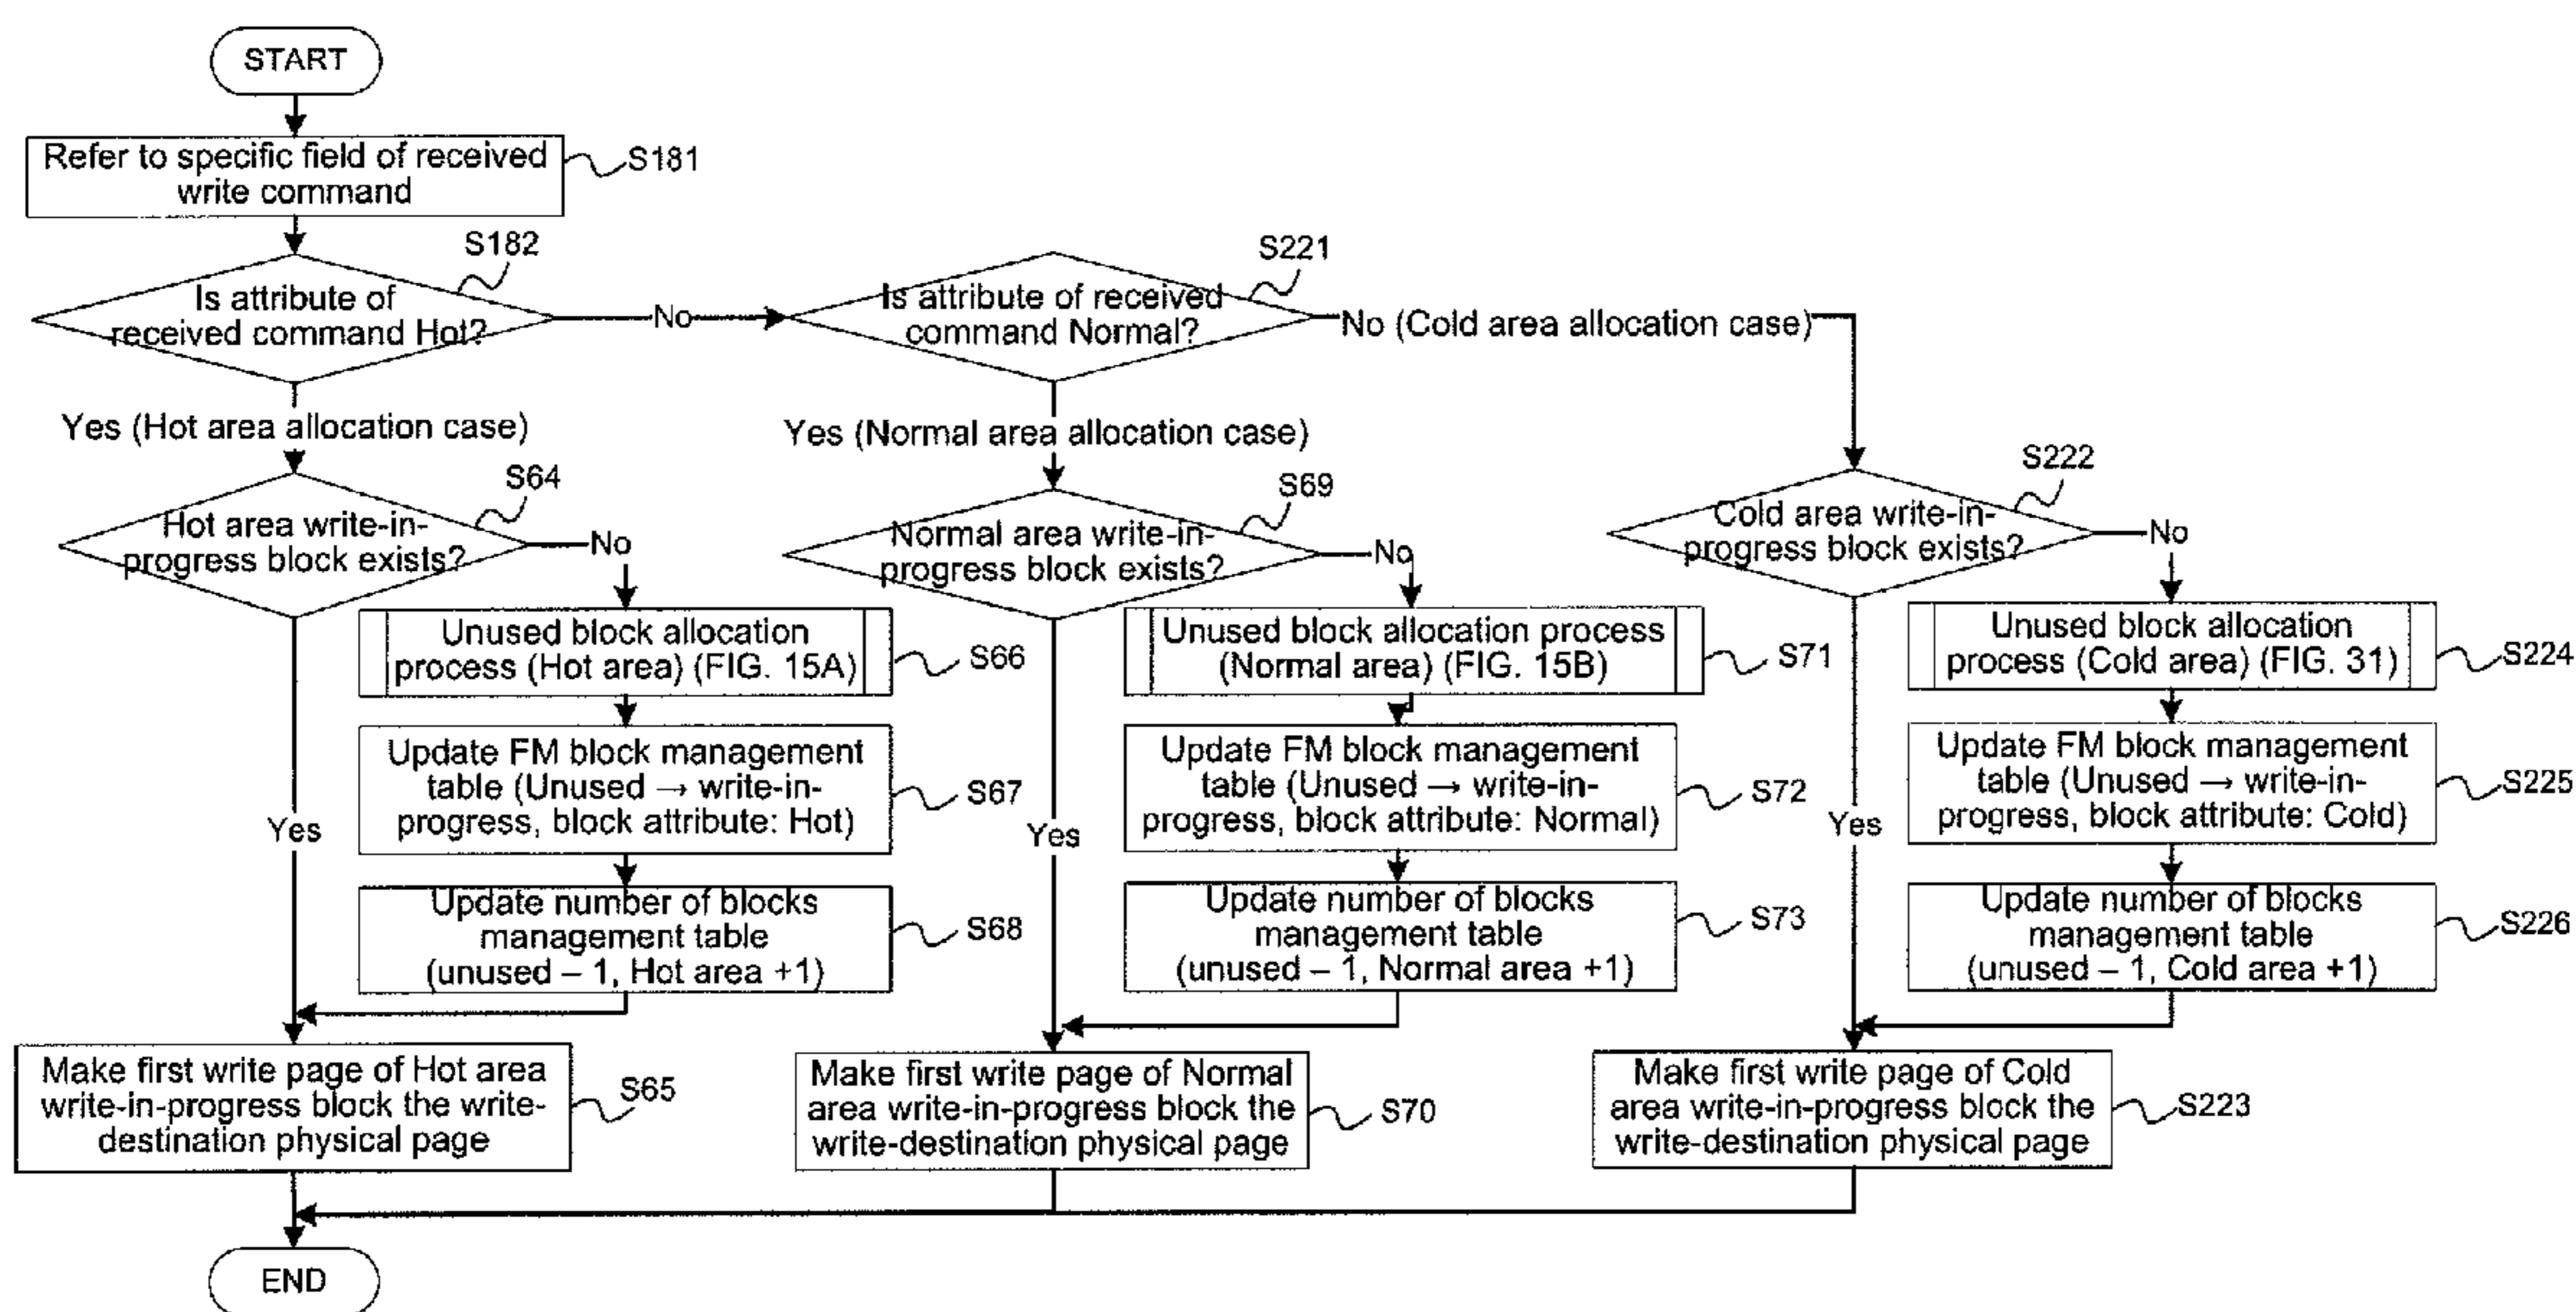 START
Refer to specific field of received
write command
S181
S182
Is attribute of
received command Hot?
No
S221
Is attribute of received
command Normal?
No (Cold area allocation case)
Yes (Hot area allocation case)
Yes (Normal area allocation case)
S64
Hot area write-in-
progress block exists?
No
S69
Normal area write-in-
progress block exists?
No
S222
Cold area write-in-
progress block exists?
No
Unused block allocation
process (Hot area) (FIG. 15A)
S66
Unused block allocation process
(Normal area) (FIG. 15B)
S71
Unused block allocation
process (Cold area) (FIG. 31)
S224
Update FM block management
table (Unused → write-in-
progress, block attribute: Hot)
S67
Update FM block management
table (Unused → write-in-
progress, block attribute: Normal)
S72
Update FM block management
table (Unused → write-in-
progress, block attribute: Cold)
S225
Yes
Yes
Yes
Update number of blocks
management table
(unused – 1, Hot area +1)
S68
Update number of blocks
management table
(unused – 1, Normal area +1)
S73
Update number of blocks
management table
(unused – 1, Cold area +1)
S226
Make first write page of Hot area
write-in-progress block the write-
destination physical page
S65
Make first write page of Normal
area write-in-progress block the
write-destination physical page
S70
Make first write page of Cold
area write-in-progress block the
write-destination physical page
S223
END